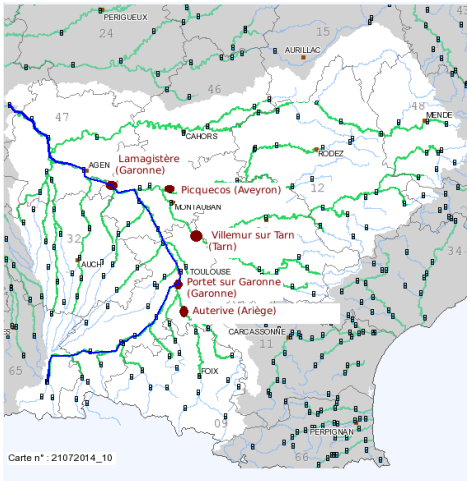 PERIGUEUX
24
15
43
AURILLAC
46
48
47
MENDE
CAHORS
RODEZ
AGEN
Lamagistère
(Garonne)
Picquecos (Aveyron)
12
MONTAUBAN
32
Villemur sur Tarn
(Tarn)
34
AUCH
TOULOUSE
Portet sur Garonne
(Garonne)
Auterive (Ariège)
CARCASSONNE
11
65
FOIX
09
PERPIGNAN
66
Carte n° : 21072014_10